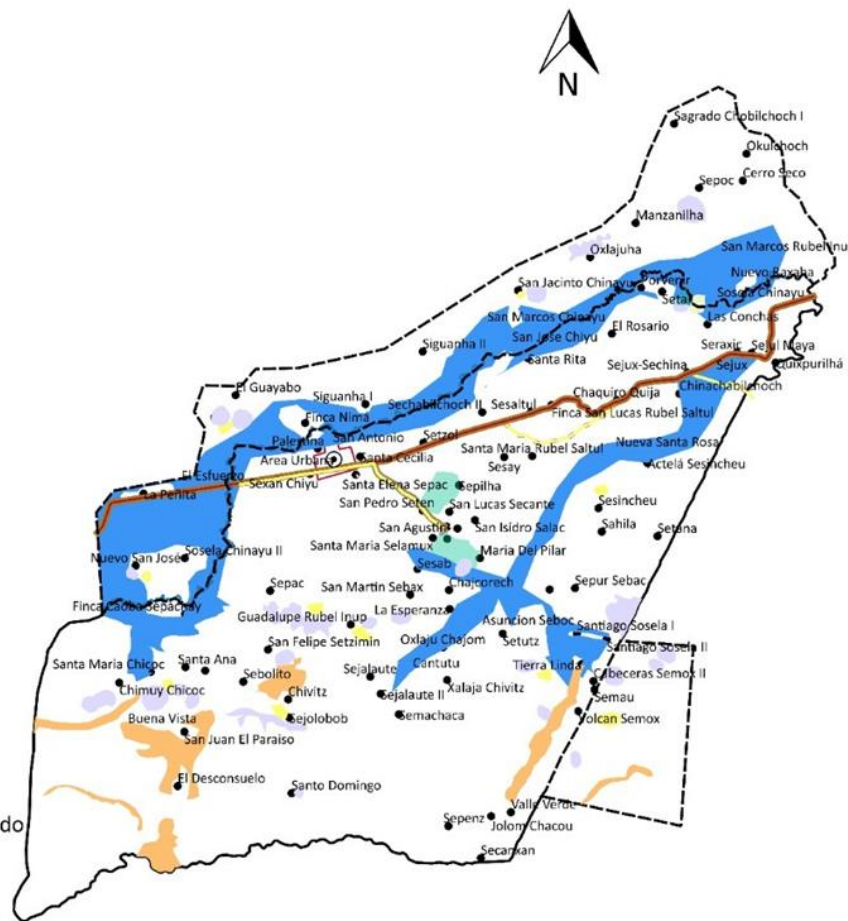 N
Sagrado Chobilchoch I
Okulchoch
Cerro Seco
Sepoc
Manzanilha
Oxlajuha
San Marcos Rubel Inu
San Jacinto Chinayu
Porvenir
Nuevo Raxaha
Setal
Sosela Chinayu
San Marcos Chinayu
Las Conchas
San Jose Chiyu
El Rosario
Siguanha II
Santa Rita
Seraxic
Sejul Maya
Sejux-Sechina
Sejux
Quixpurilhá
El Guayabo
Siguanha I
Sechabilchoch II
Sesaltul
Chaquiro Quija
Chinachabilchoch
Finca Nima
Finca San Lucas Rubel Saltul
Palestina
San Antonio
Setzol
Nueva Santa Rosa
Area Urbana
Santa Cecilia
Santa Maria Rubel Saltul
Sesay
Actelá Sesincheu
El Esfuerzo
La Peñita
Sexan Chiyu
Santa Elena Sepac
Sepilha
San Pedro Seten
San Lucas Secante
Sesincheu
San Agustin
San Isidro Salac
Sahila
Setana
Santa Maria Selamux
Maria Del Pilar
Nuevo San José
Sosela Chinayu II
Sesab
Sepac
San Martin Sebax
Chajcorech
Sepur Sebac
Finca Caoba Sepachay
Guadalupe Rubel Inup
La Esperanza
Asuncion Seboc
Santiago Sosela I
San Felipe Setzimin
Oxlaju Chajom
Setutz
Santiago Sosela II
Santa Maria Chicoc
Santa Ana
Cantutu
Tierra Linda
Sebolito
Sejalaute
Cabeceras Semox II
Chimuy Chicoc
Chivitz
Sejalaute II
Xalaja Chivitz
Semau
Buena Vista
Sejolobob
Semachaca
Volcan Semox
San Juan El Paraiso
El Desconsuelo
Santo Domingo
Valle Verde
do
Sepenz
Jolom Chacou
Secanxan